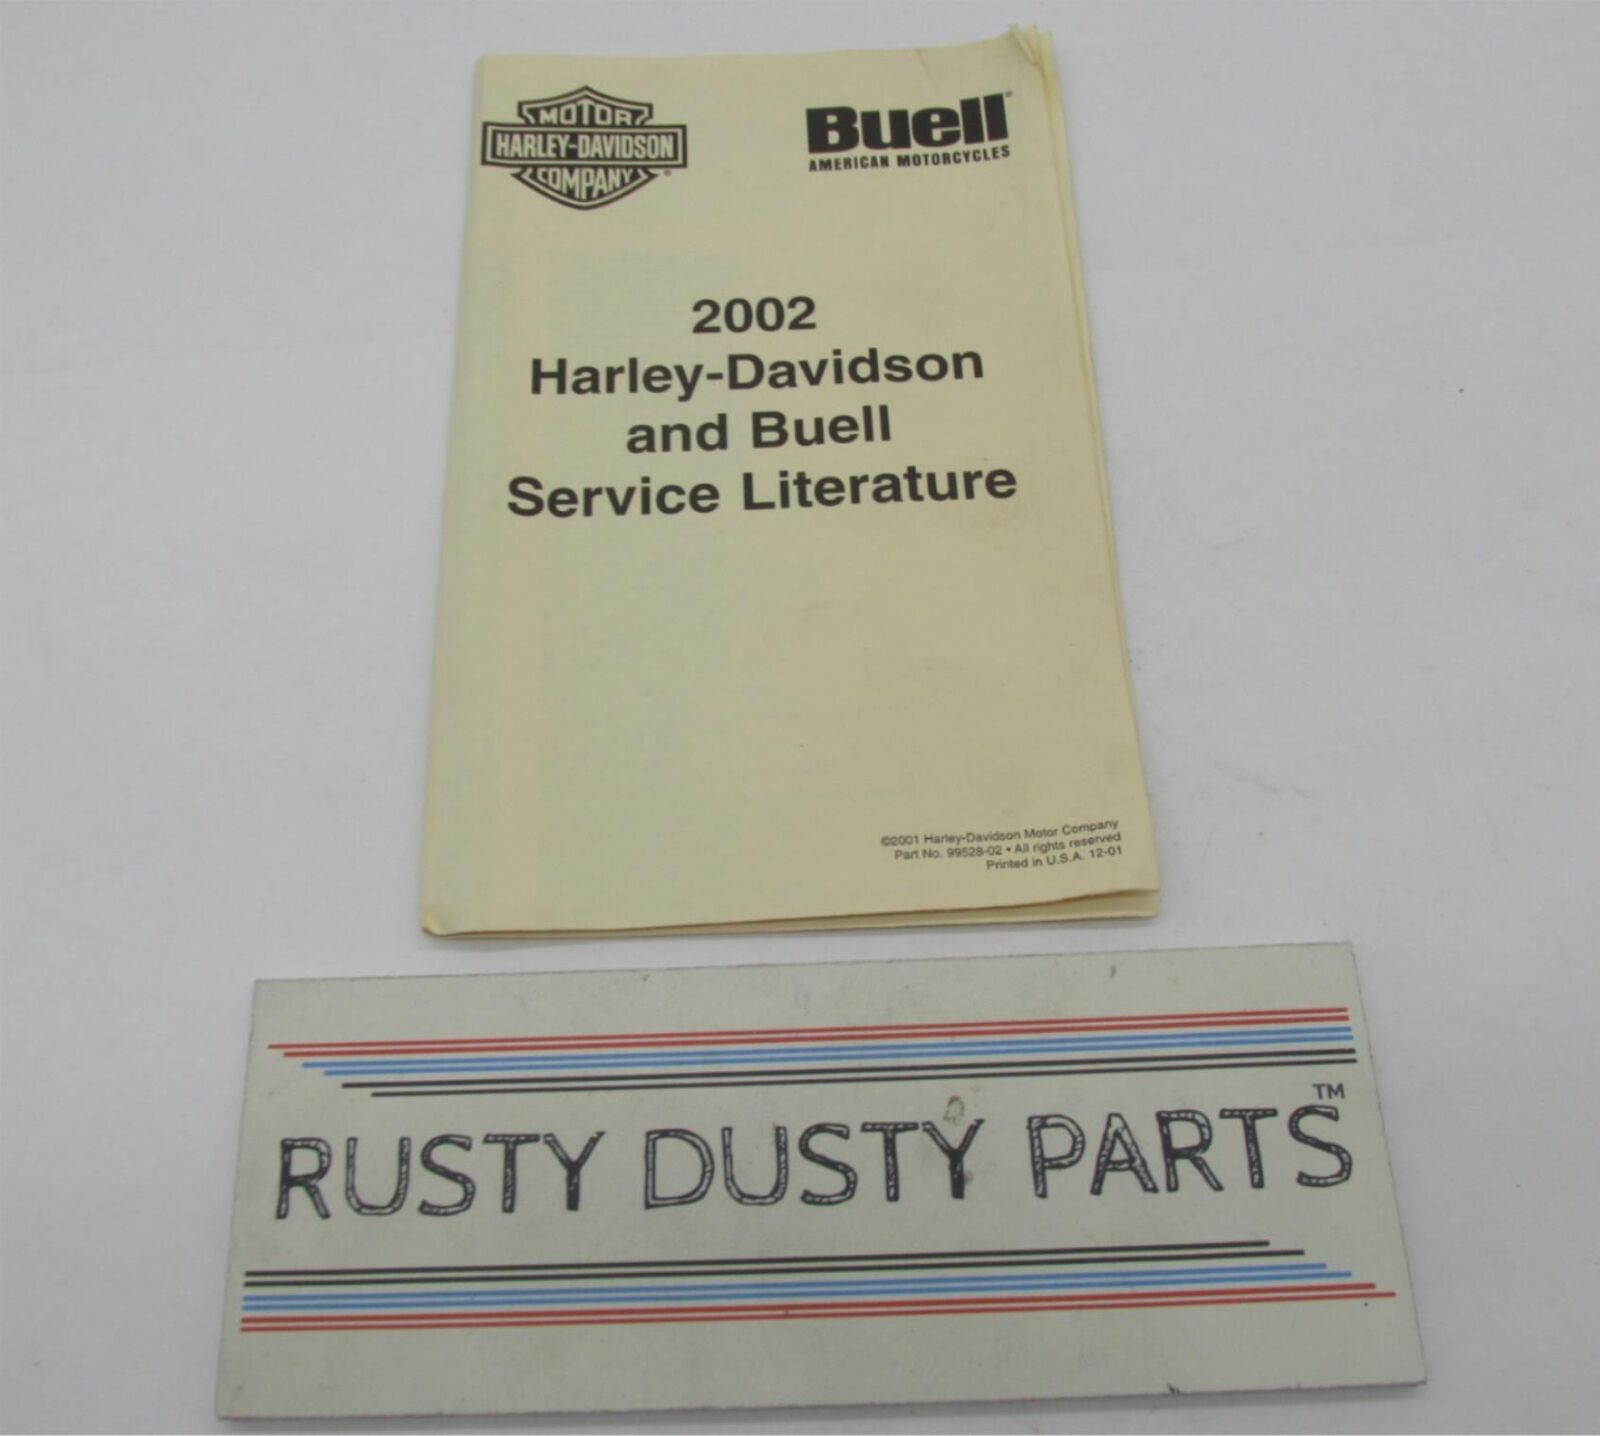 MOTOR
HARLEY-DAVIDSON
COMPANY
®
Buell®
AMERICAN MOTORCYCLES
2002
Harley-Davidson
and Buell
Service Literature
©2001 Harley-Davidson Motor Company
Part No. 99528-02 • All rights reserved
Printed in U.S.A. 12-01
RUSTY DUSTY PARTS™